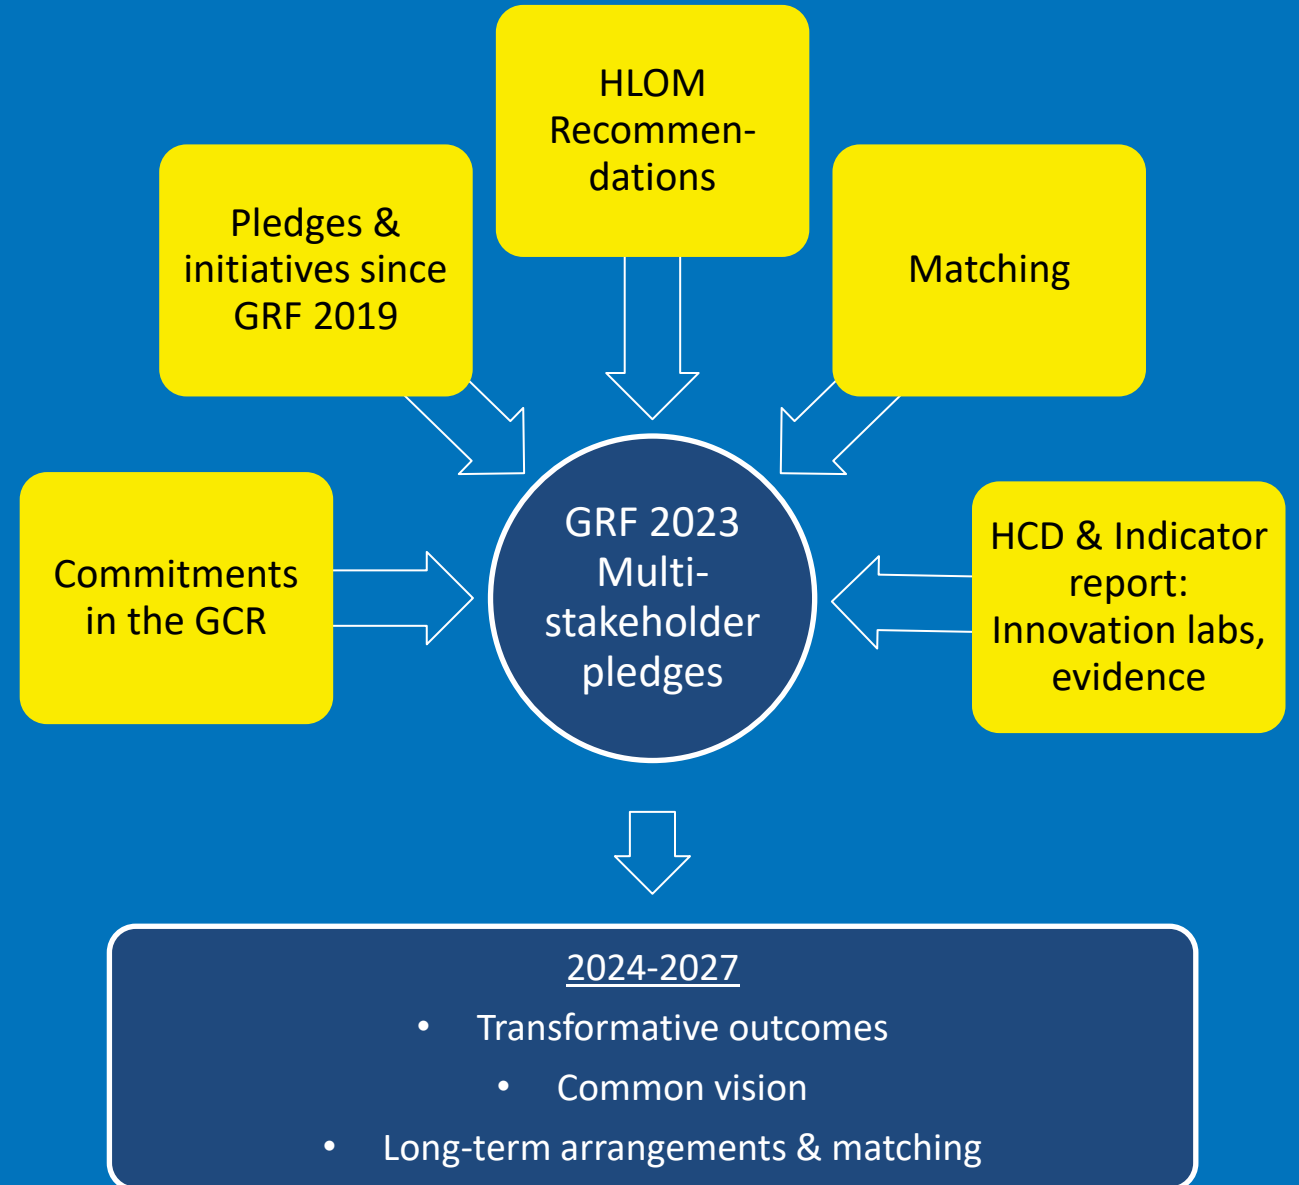 HLOM
Recommen-
dations
Pledges &
initiatives since
GRF 2019
Matching
Commitments
in the GCR
GRF 2023
Multi-
stakeholder
pledges
HCD & Indicator
report:
Innovation labs,
evidence
2024-2027
• Transformative outcomes
• Common vision
• Long-term arrangements & matching